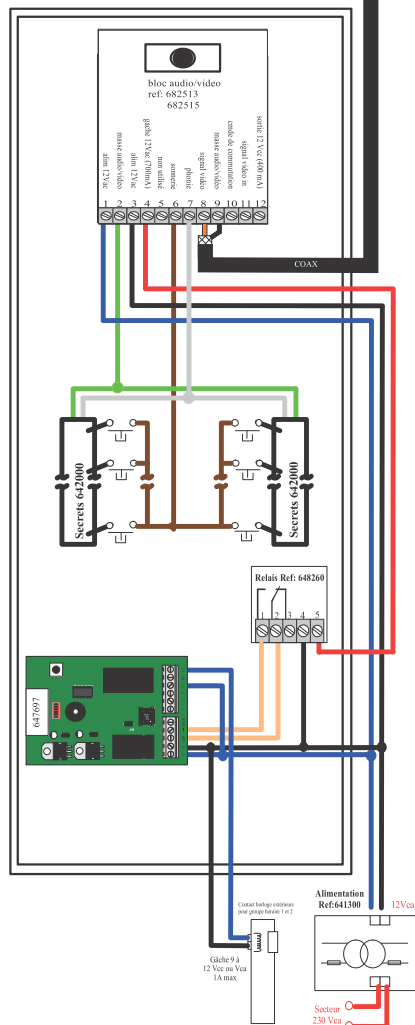 bloc audio/video
ref: 682513
682515
alim 12Vac
masse audio/vidéo
alim 12Vac
gache 12Vac (700mA)
non utilisé
sonnerie
phonie
signal vidéo
masse audio/vidéo
cmde de commutation
signal video in
sortie 12 Vcc (400 mA)
1 2 3 4 5 6 7 8 9 10 11 12
COAX
Secrets 642000
Secrets 642000
Relais Ref: 648260
1 2 3 4 5
647697
Contact horloge extérieure
pour groupe horaire 1 et 2
Gâche 9 à
12 Vcc ou Vca
1A max
Alimentation
Ref:641300
12Vca
Secteur
230 Vca